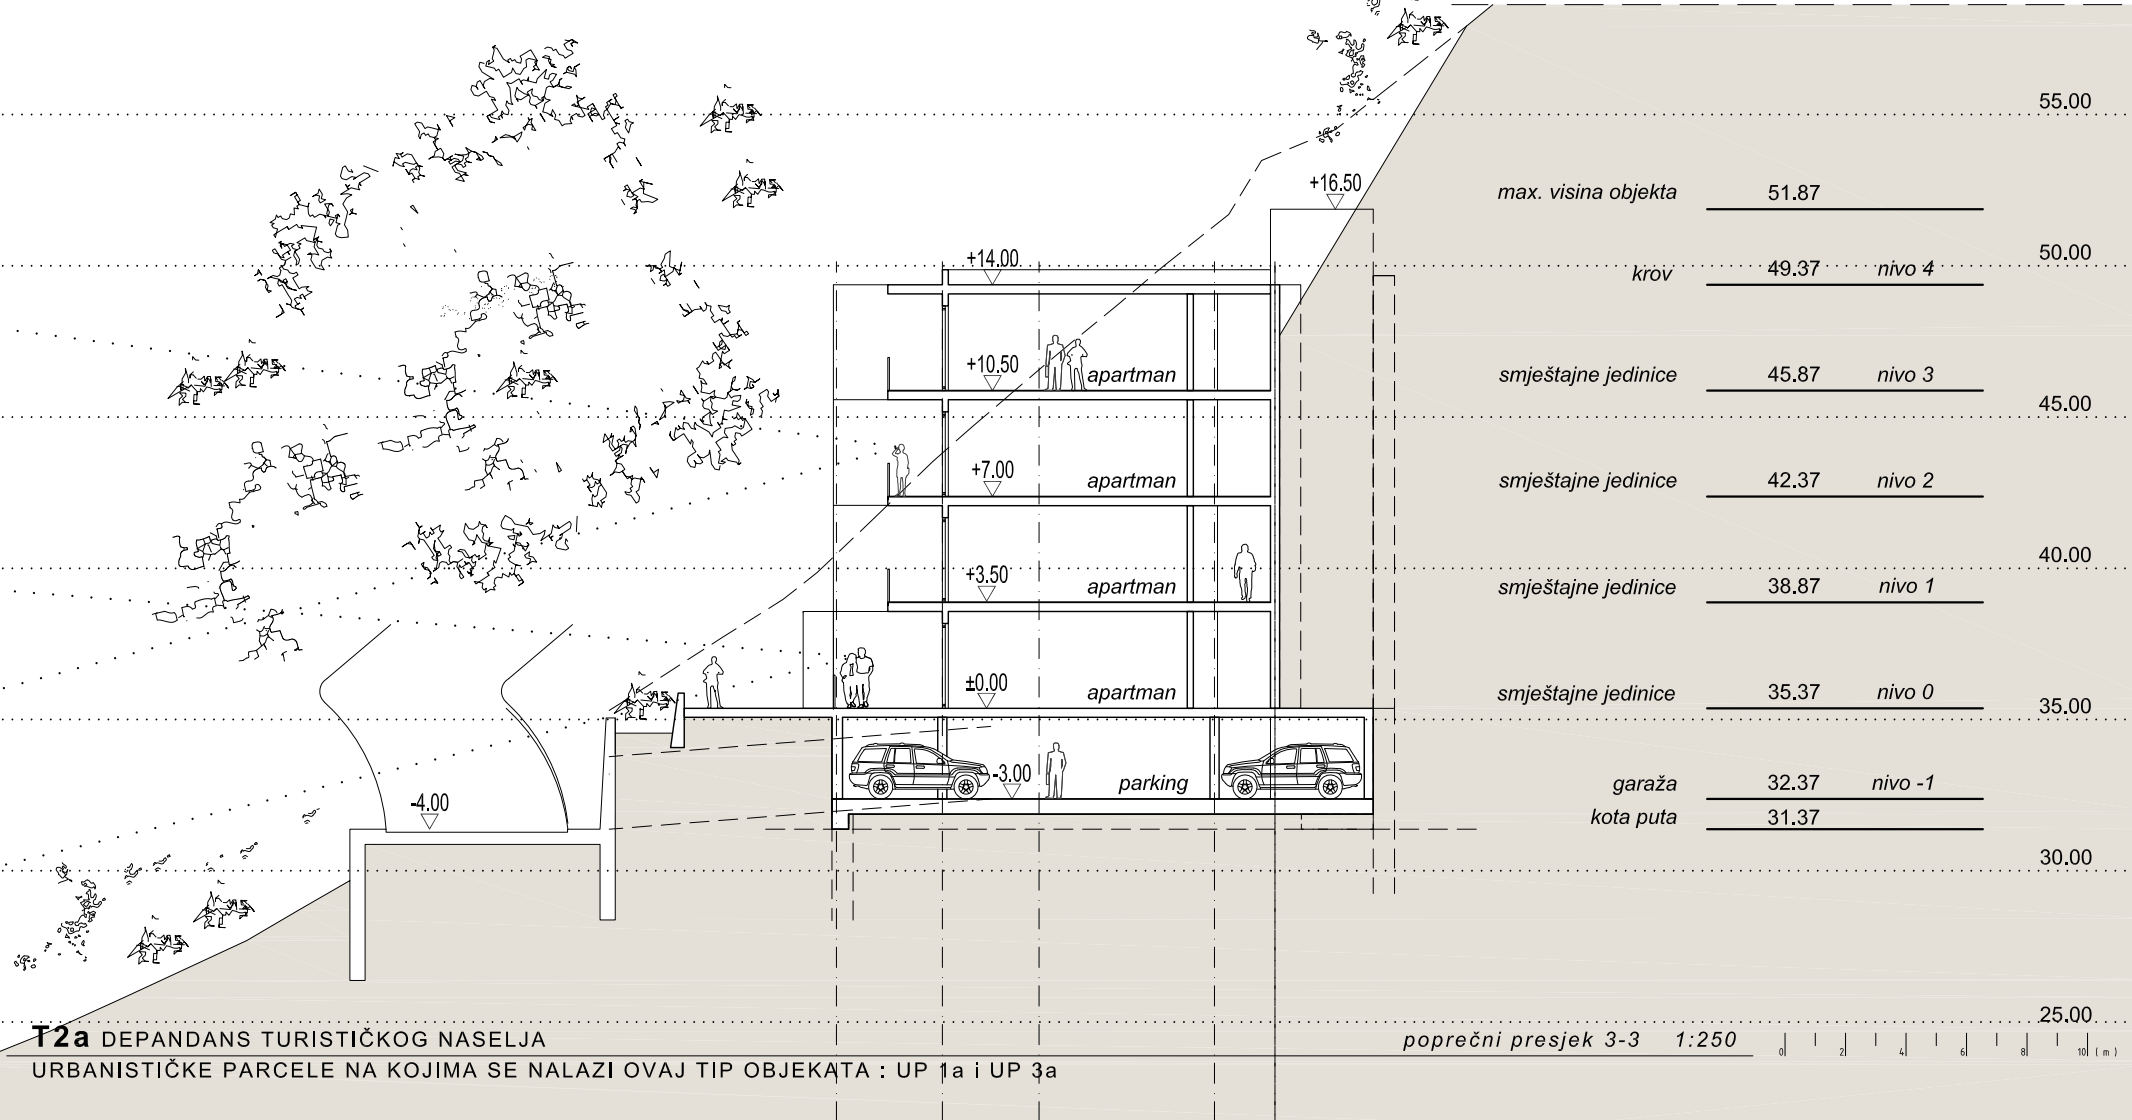 55.00
+16.50
max. visina objekta 51.87
+14.00
50.00
krov 49.37 nivo 4
+10.50
apartman
smještajne jedinice 45.87 nivo 3
45.00
+7.00
apartman
smještajne jedinice 42.37 nivo 2
40.00
+3.50
apartman
smještajne jedinice 38.87 nivo 1
±0.00
apartman
smještajne jedinice 35.37 nivo 0
35.00
-3.00
parking
garaža 32.37 nivo -1
-4.00
kota puta 31.37
30.00
25.00
T2a DEPANDANS TURISTIČKOG NASELJA
poprečni presjek 3-3 1:250
0 2 4 6 8 10 (m)
URBANISTIČKE PARCELE NA KOJIMA SE NALAZI OVAJ TIP OBJEKATA : UP 1a i UP 3a